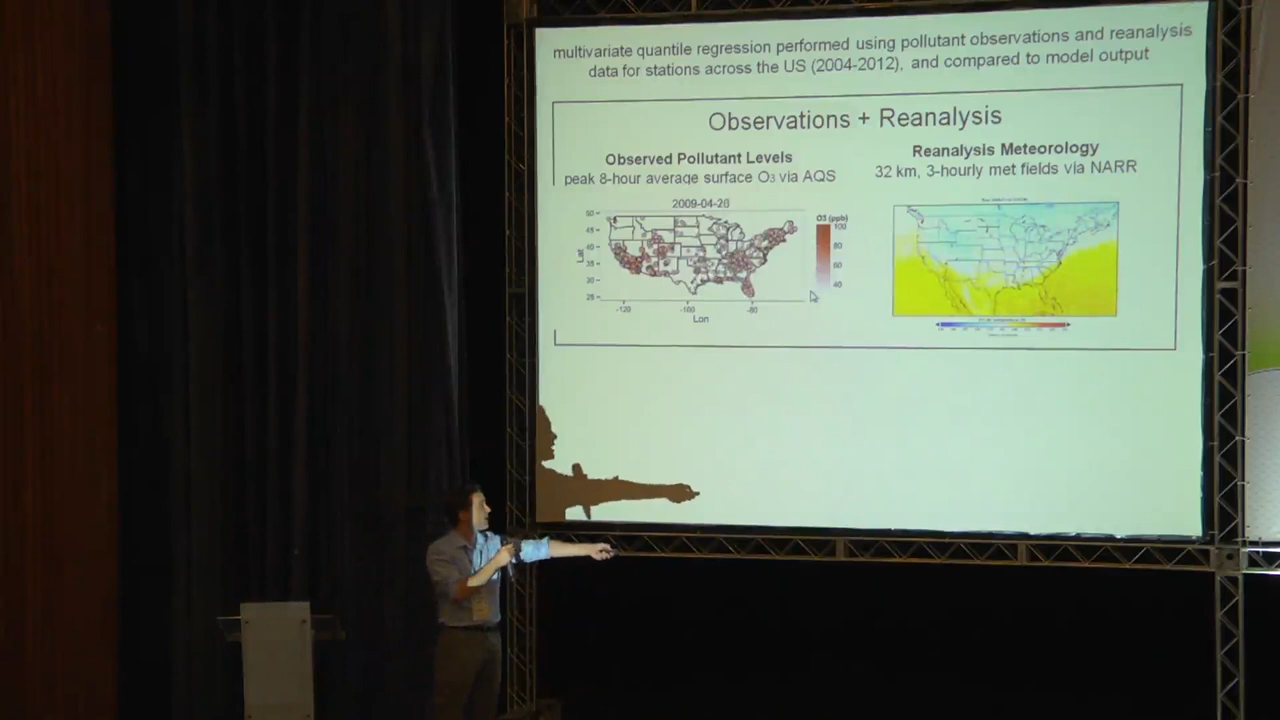 multivariate quantile regression performed using pollutant observations and reanalysis
data for stations across the US (2004-2012), and compared to model output
Observations + Reanalysis
Observed Pollutant Levels
peak 8-hour average surface O3 via AQS
Reanalysis Meteorology
32 km, 3-hourly met fields via NARR
2009-04-26
O3 (ppb)
100
80
60
40
50
45
40
35
30
25
Lat
-120
-100
-80
Lon